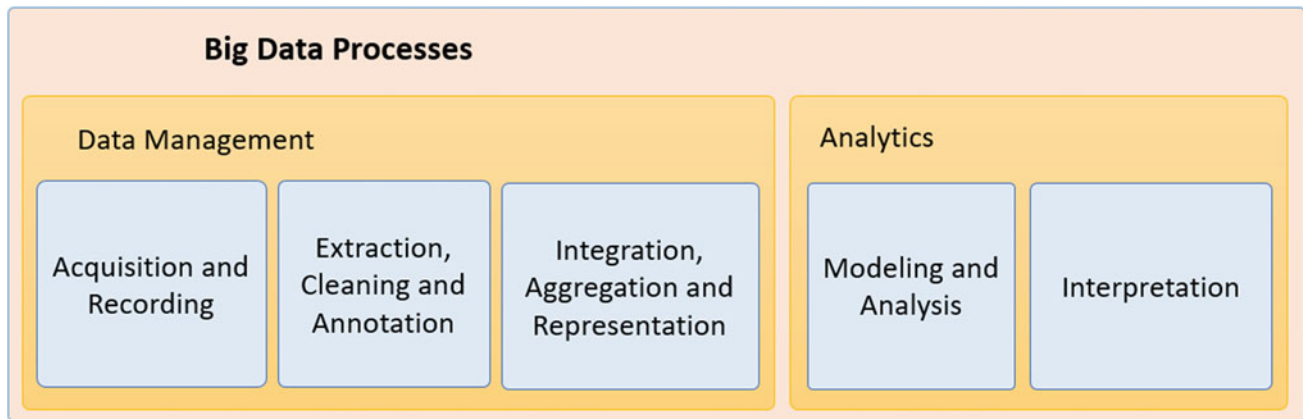 Big Data Processes
Data Management
Acquisition and
Recording
Extraction,
Cleaning and
Annotation
Integration,
Aggregation and
Representation
Analytics
Modeling and
Analysis
Interpretation